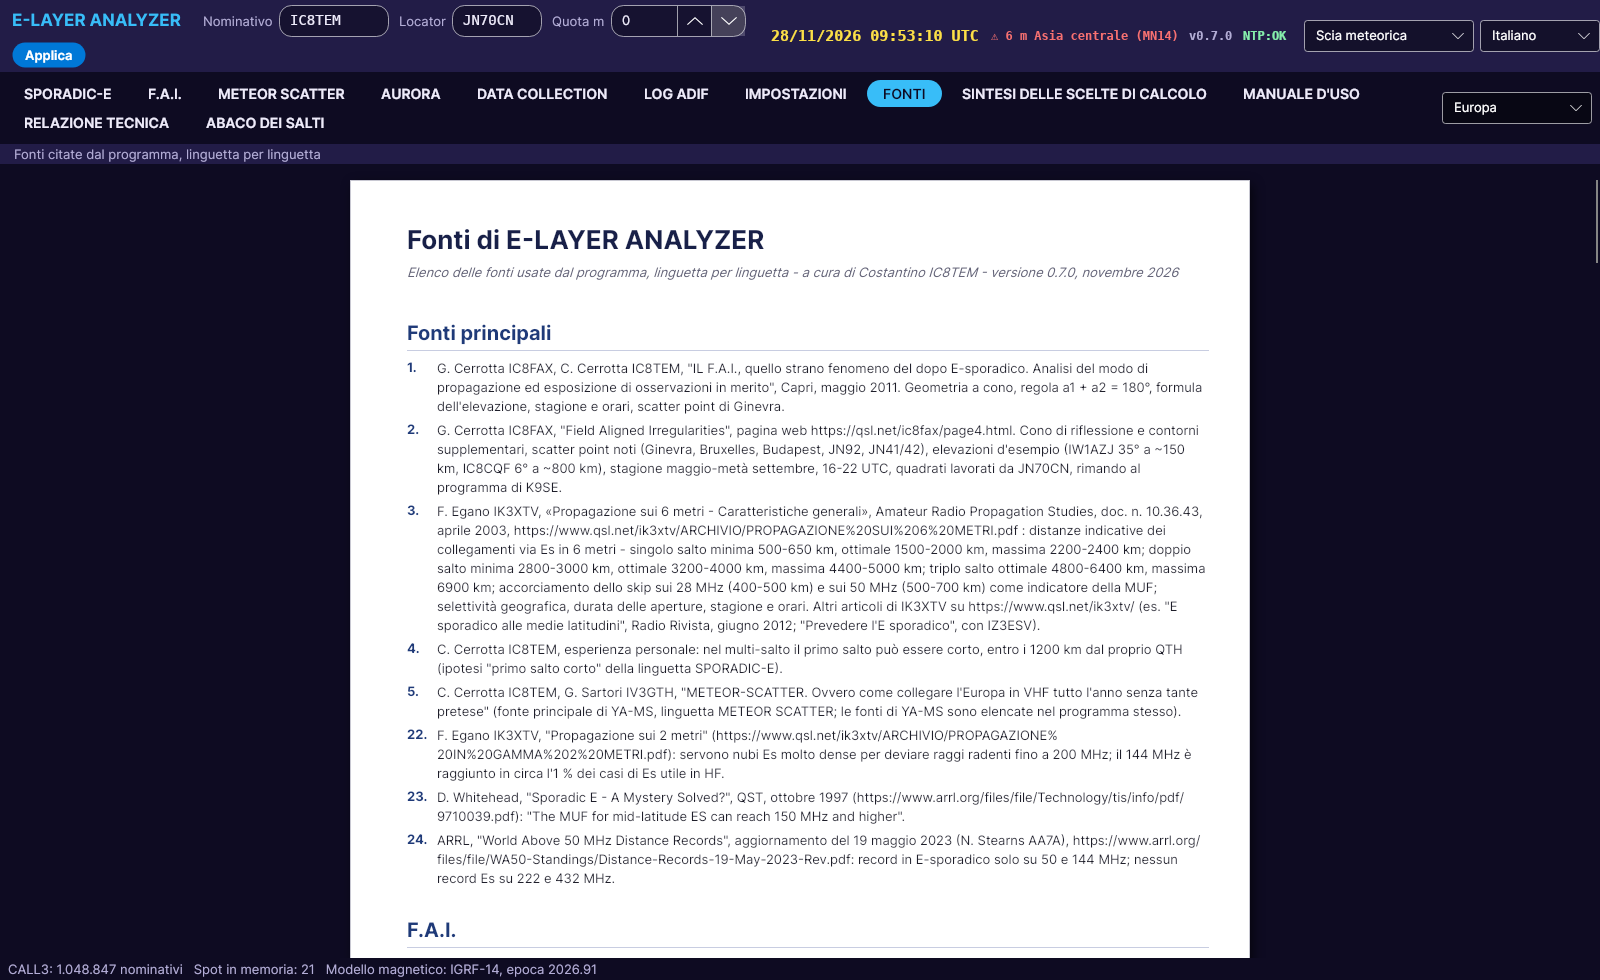 E-LAYER ANALYZER Nominativo IC8TEM Locator JN70CN Quota m 0
28/11/2026 09:53:10 UTC ⚠ 6 m Asia centrale (MN14) v0.7.0 NTP:OK Scia meteorica Italiano
Applica
SPORADIC-E F.A.I. METEOR SCATTER AURORA DATA COLLECTION LOG ADIF IMPOSTAZIONI FONTI SINTESI DELLE SCELTE DI CALCOLO MANUALE D'USO
Europa
RELAZIONE TECNICA ABACO DEI SALTI
Fonti citate dal programma, linguetta per linguetta
Fonti di E-LAYER ANALYZER
Elenco delle fonti usate dal programma, linguetta per linguetta - a cura di Costantino IC8TEM - versione 0.7.0, novembre 2026
Fonti principali
1. G. Cerrotta IC8FAX, C. Cerrotta IC8TEM, "IL F.A.I., quello strano fenomeno del dopo E-sporadico. Analisi del modo di
propagazione ed esposizione di osservazioni in merito", Capri, maggio 2011. Geometria a cono, regola a1 + a2 = 180°, formula
dell'elevazione, stagione e orari, scatter point di Ginevra.
2. G. Cerrotta IC8FAX, "Field Aligned Irregularities", pagina web https://qsl.net/ic8fax/page4.html. Cono di riflessione e contorni
supplementari, scatter point noti (Ginevra, Bruxelles, Budapest, JN92, JN41/42), elevazioni d'esempio (IW1AZJ 35° a ~150
km, IC8CQF 6° a ~800 km), stagione maggio-metà settembre, 16-22 UTC, quadrati lavorati da JN70CN, rimando al
programma di K9SE.
3. F. Egano IK3XTV, «Propagazione sui 6 metri - Caratteristiche generali», Amateur Radio Propagation Studies, doc. n. 10.36.43,
aprile 2003, https://www.qsl.net/ik3xtv/ARCHIVIO/PROPAGAZIONE%20SUI%206%20METRI.pdf : distanze indicative dei
collegamenti via Es in 6 metri - singolo salto minima 500-650 km, ottimale 1500-2000 km, massima 2200-2400 km; doppio
salto minima 2800-3000 km, ottimale 3200-4000 km, massima 4400-5000 km; triplo salto ottimale 4800-6400 km, massima
6900 km; accorciamento dello skip sui 28 MHz (400-500 km) e sui 50 MHz (500-700 km) come indicatore della MUF;
selettività geografica, durata delle aperture, stagione e orari. Altri articoli di IK3XTV su https://www.qsl.net/ik3xtv/ (es. "E
sporadico alle medie latitudini", Radio Rivista, giugno 2012; "Prevedere l'E sporadico", con IZ3ESV).
4. C. Cerrotta IC8TEM, esperienza personale: nel multi-salto il primo salto può essere corto, entro i 1200 km dal proprio QTH
(ipotesi "primo salto corto" della linguetta SPORADIC-E).
5. C. Cerrotta IC8TEM, G. Sartori IV3GTH, "METEOR-SCATTER. Ovvero come collegare l'Europa in VHF tutto l'anno senza tante
pretese" (fonte principale di YA-MS, linguetta METEOR SCATTER; le fonti di YA-MS sono elencate nel programma stesso).
22. F. Egano IK3XTV, "Propagazione sui 2 metri" (https://www.qsl.net/ik3xtv/ARCHIVIO/PROPAGAZIONE%
20IN%20GAMMA%202%20METRI.pdf): servono nubi Es molto dense per deviare raggi radenti fino a 200 MHz; il 144 MHz è
raggiunto in circa l'1 % dei casi di Es utile in HF.
23. D. Whitehead, "Sporadic E - A Mystery Solved?", QST, ottobre 1997 (https://www.arrl.org/files/file/Technology/tis/info/pdf/
9710039.pdf): "The MUF for mid-latitude ES can reach 150 MHz and higher".
24. ARRL, "World Above 50 MHz Distance Records", aggiornamento del 19 maggio 2023 (N. Stearns AA7A), https://www.arrl.org/
files/file/WA50-Standings/Distance-Records-19-May-2023-Rev.pdf: record in E-sporadico solo su 50 e 144 MHz; nessun
record Es su 222 e 432 MHz.
F.A.I.
CALL3: 1.048.847 nominativi Spot in memoria: 21 Modello magnetico: IGRF-14, epoca 2026.91